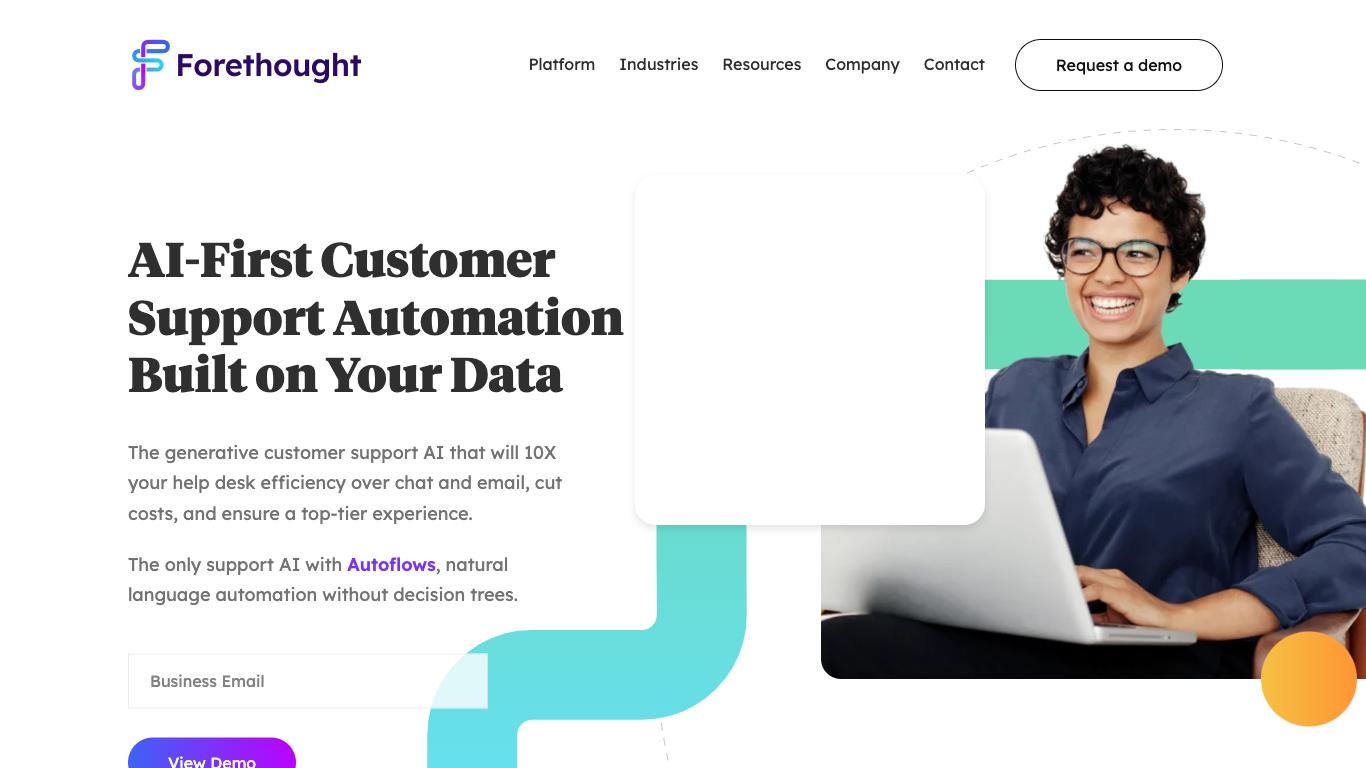 Forethought
Platform Industries Resources Company Contact Request a demo
AI-First Customer
Support Automation
Built on Your Data
The generative customer support AI that will 10X
your help desk efficiency over chat and email, cut
costs, and ensure a top-tier experience.
The only support AI with Autoflows, natural
language automation without decision trees.
Business Email
View Demo